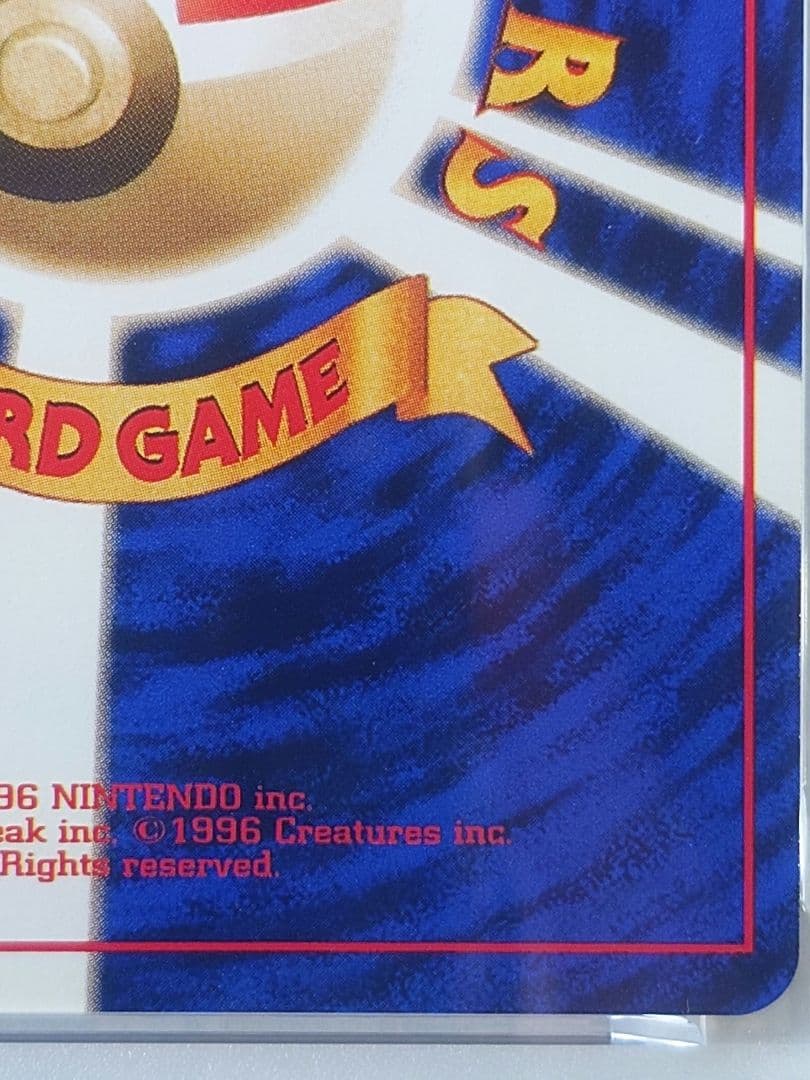 R
S
RD GAME
96 NINTENDO inc.
eak inc. ©1996 Creatures inc.
Rights reserved.